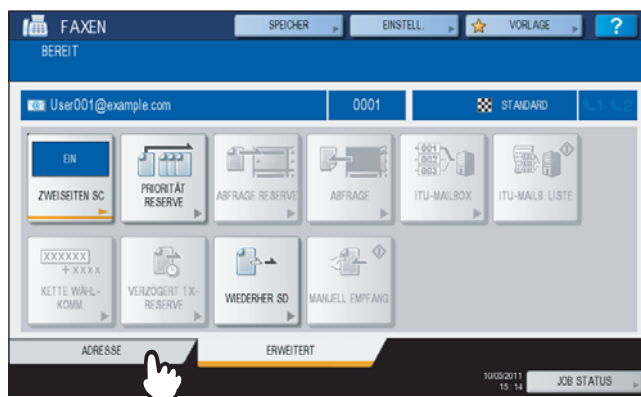 FAXEN
SPEICHER
EINSTELL.
VORLAGE
?
BEREIT
User001@example.com
0001
STANDARD
1 2
EIN
ZWEISEITEN SC
PRIORITÄT
RESERVE
ABFRAGE RESERVE
ABFRAGE
001
002
003
ITU-MAILBOX
ITU-MAILB. LISTE
XXXXXX
+ XXXX
KETTE WÄHL-
KOMM.
VERZÖGERT TX-
RESERVE
WIEDERHER SD
MANUELL EMPFANG
ADRESSE
ERWEITERT
10/05/2011
15 : 14
JOB STATUS